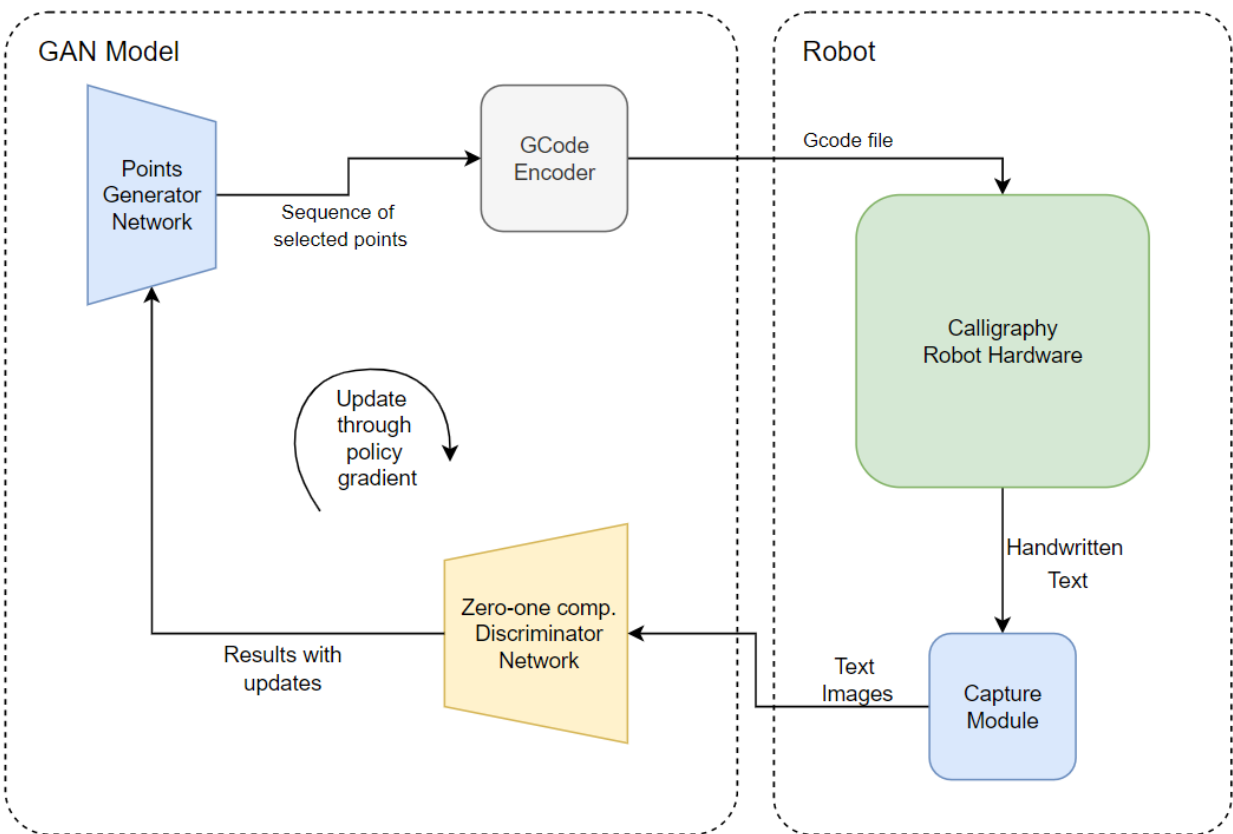 GAN Model
Robot
Points
Generator
Network
GCode
Encoder
Gcode file
Sequence of
selected points
Calligraphy
Robot Hardware
Update
through
policy
gradient
Handwritten
Text
Zero-one comp.
Discriminator
Network
Results with
updates
Text
Images
Capture
Module